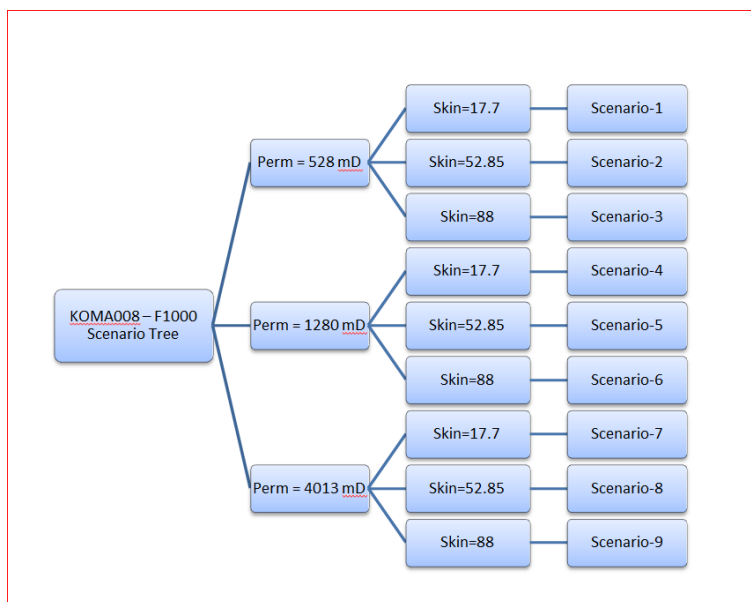 KOMA008 – F1000
Scenario Tree
Perm = 528 mD
Skin=17.7
Scenario-1
Skin=52.85
Scenario-2
Skin=88
Scenario-3
Perm = 1280 mD
Skin=17.7
Scenario-4
Skin=52.85
Scenario-5
Skin=88
Scenario-6
Perm = 4013 mD
Skin=17.7
Scenario-7
Skin=52.85
Scenario-8
Skin=88
Scenario-9